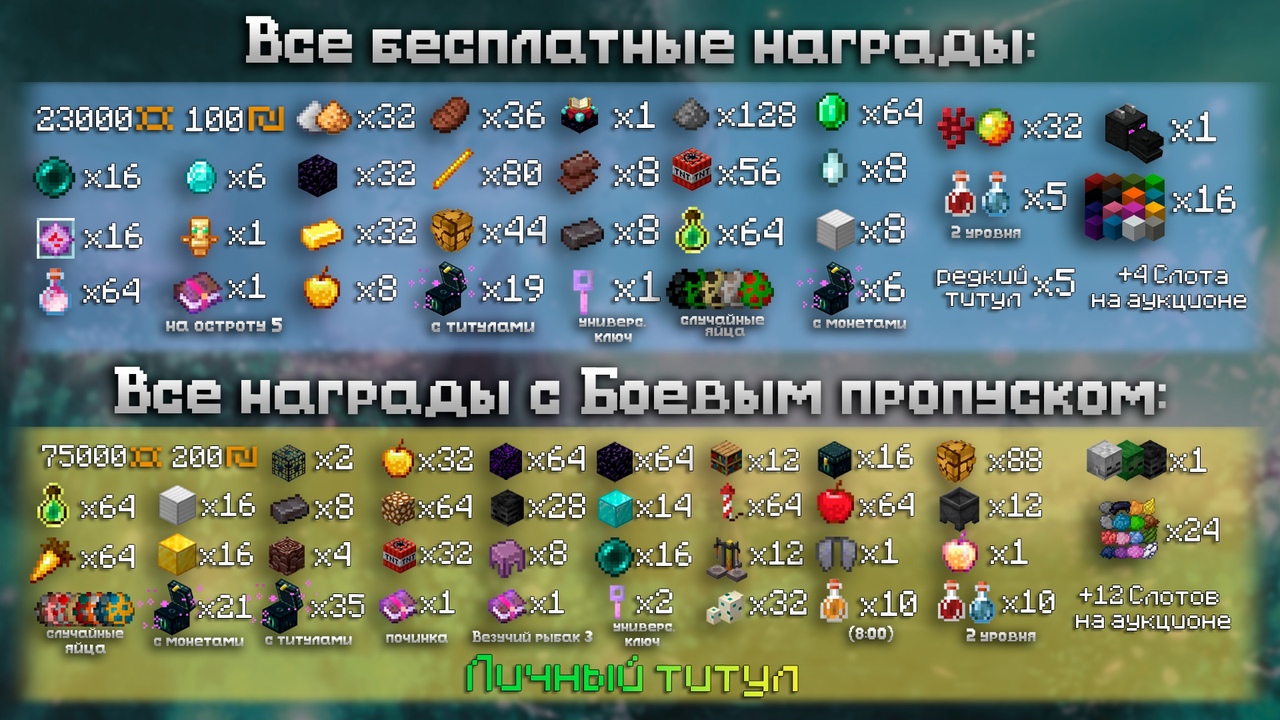 Все бесплатные награды:
23000 100 x32 x36 x1 x128 x64 x32 x1
x16 x6 x32 x80 x8 x56 x8 x5 x16
2 уровня
x16 x1 x32 x44 x8 x64 x8
x64 x1 x8 x19 x1 x6 редкий титул x5 +4 Слота на аукционе
на остроту 5 с титулами универс. ключ случайные яйца с монетами
Все награды с Боевым пропуском:
75000 200 x2 x32 x64 x64 x12 x16 x88 x1
x64 x16 x8 x64 x28 x14 x64 x64 x12 x24
x64 x16 x4 x32 x8 x16 x12 x1 x1
x21 x35 x1 x1 x2 x32 x10 x10 +12 Слотов на аукционе
случайные яйца с монетами с титулами починка Везучий рыбак 3 универс. ключ (8:00) 2 уровня
TNT
TNT
Личный титул